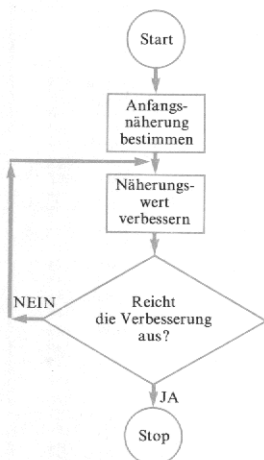 Start
Anfangs-
näherung
bestimmen
Näherungs-
wert
verbessern
NEIN
Reicht
die Verbesserung
aus?
JA
Stop